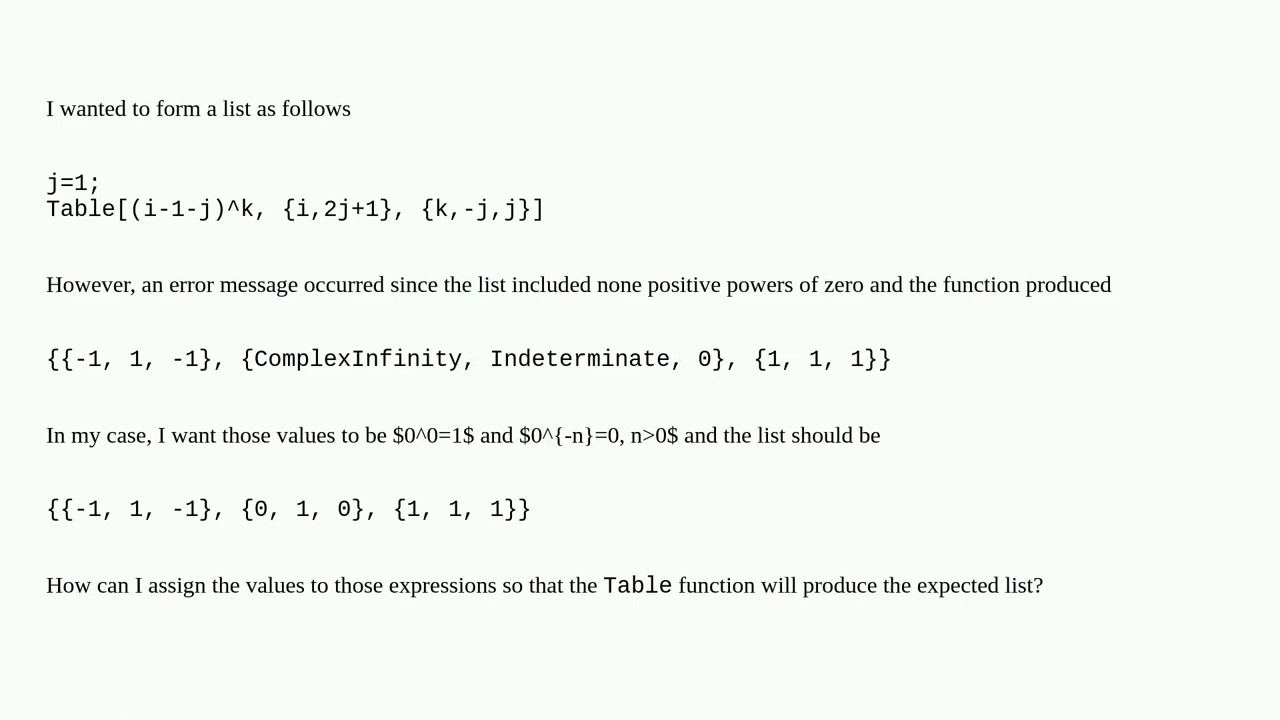 I wanted to form a list as follows
j=1;
Table[(i-1-j)^k, {i,2j+1}, {k,-j,j}]
However, an error message occurred since the list included none positive powers of zero and the function produced
{{-1, 1, -1}, {ComplexInfinity, Indeterminate, 0}, {1, 1, 1}}
In my case, I want those values to be $0^0=1$ and $0^{-n}=0, n>0$ and the list should be
{{-1, 1, -1}, {0, 1, 0}, {1, 1, 1}}
How can I assign the values to those expressions so that the Table function will produce the expected list?